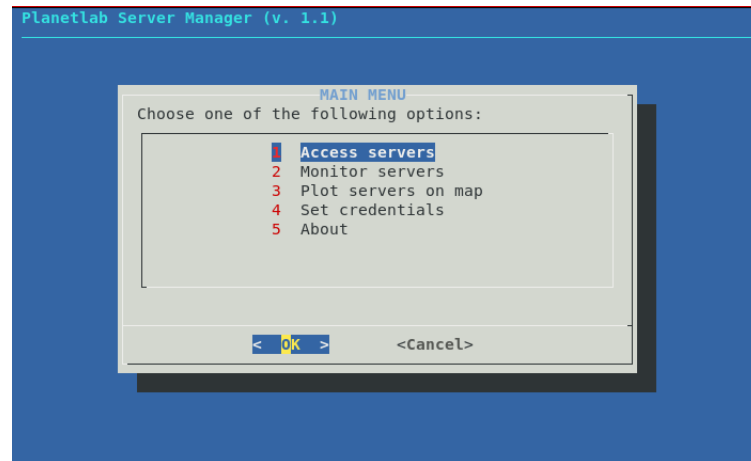 Planetlab Server Manager (v. 1.1)
MAIN MENU
Choose one of the following options:
1 Access servers
2 Monitor servers
3 Plot servers on map
4 Set credentials
5 About
< OK > <Cancel>